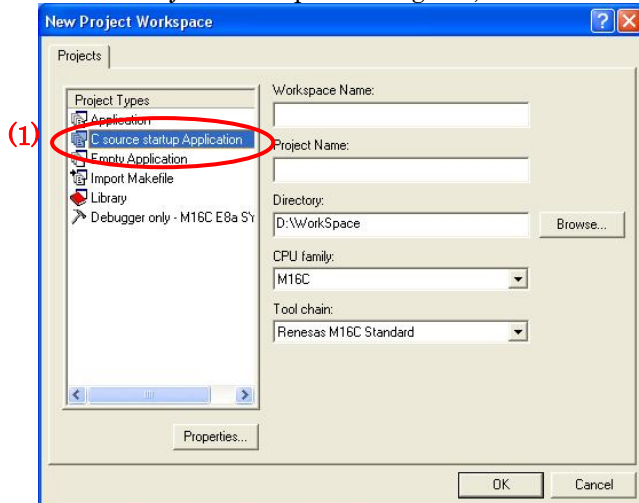 New Project Workspace
Projects
Project Types
Application
C source startup Application
Empty Application
Import Makefile
Library
Debugger only - M16C E8a SY
(1)
Properties...
Workspace Name:
Project Name:
Directory:
D:\WorkSpace
Browse...
CPU family:
M16C
Tool chain:
Renesas M16C Standard
OK
Cancel